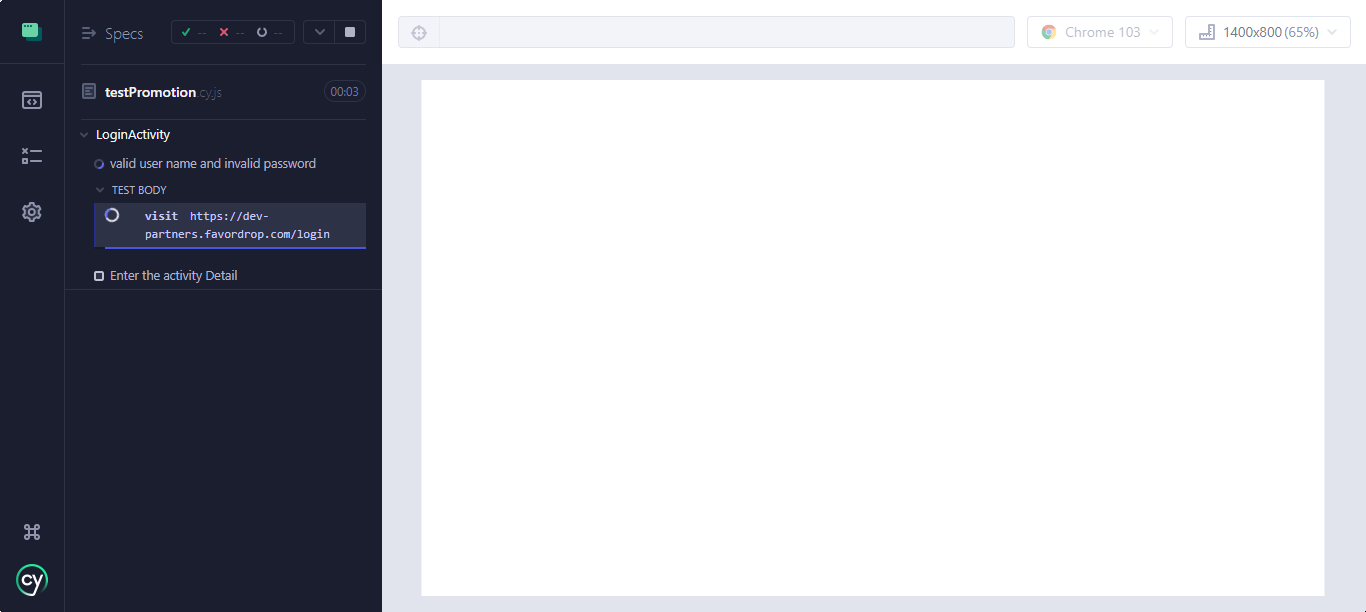 Specs
--
--
--
testPromotion.cy.js
00:03
LoginActivity
valid user name and invalid password
TEST BODY
visit https://dev-
partners.favordrop.com/login
Enter the activity Detail
cy
Chrome 103
1400x800 (65%)